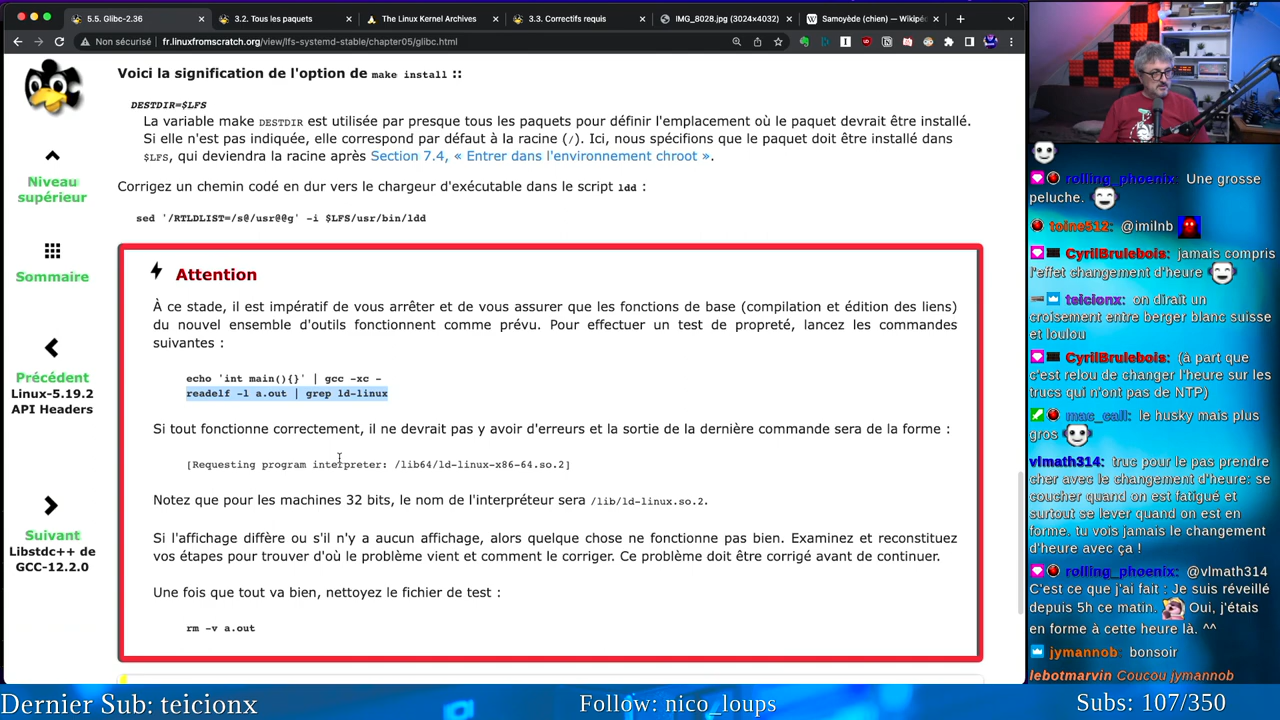 5.5. Glibc-2.36
3.2. Tous les paquets
The Linux Kernel Archives
3.3. Correctifs requis
IMG_8028.jpg (3024×4032)
Samoyède (chien) — Wikipé
Non sécurisé
fr.linuxfromscratch.org/view/lfs-systemd-stable/chapter05/glibc.html
Niveau
supérieur
Sommaire
Précédent
Linux-5.19.2
API Headers
Suivant
Libstdc++ de
GCC-12.2.0
Voici la signification de l'option de make install ::
DESTDIR=$LFS
La variable make DESTDIR est utilisée par presque tous les paquets pour définir l'emplacement où le paquet devrait être installé.
Si elle n'est pas indiquée, elle correspond par défaut à la racine (/). Ici, nous spécifions que le paquet doit être installé dans
$LFS, qui deviendra la racine après Section 7.4, « Entrer dans l'environnement chroot ».
Corrigez un chemin codé en dur vers le chargeur d'exécutable dans le script ldd :
sed '/RTLDLIST=/s@/usr@@g' -i $LFS/usr/bin/ldd
Attention
À ce stade, il est impératif de vous arrêter et de vous assurer que les fonctions de base (compilation et édition des liens)
du nouvel ensemble d'outils fonctionnent comme prévu. Pour effectuer un test de propreté, lancez les commandes
suivantes :
echo 'int main(){}' | gcc -xc -
readelf -l a.out | grep ld-linux
Si tout fonctionne correctement, il ne devrait pas y avoir d'erreurs et la sortie de la dernière commande sera de la forme :
[Requesting program interpreter: /lib64/ld-linux-x86-64.so.2]
Notez que pour les machines 32 bits, le nom de l'interpréteur sera /lib/ld-linux.so.2.
Si l'affichage diffère ou s'il n'y a aucun affichage, alors quelque chose ne fonctionne pas bien. Examinez et reconstituez
vos étapes pour trouver d'où le problème vient et comment le corriger. Ce problème doit être corrigé avant de continuer.
Une fois que tout va bien, nettoyez le fichier de test :
rm -v a.out
rolling_phoenix: Une grosse
peluche.
toine512: @imilnb
CyrilBrulebois: jamais compris
l'effet changement d'heure
teicionx: on dirait un
croisement entre berger blanc suisse
et loulou
CyrilBrulebois: (à part que
c'est relou de changer l'heure sur les
trucs qui n'ont pas de NTP)
mac_call: le husky mais plus
gros
vlmath314: truc pour le pas prendre
cher avec le changement d'heure: se
coucher quand on est fatigué et
surtout se lever quand on est en
forme. tu vois jamais le changement
d'heure avec ça !
rolling_phoenix: @vlmath314
C'est ce que j'ai fait : Je suis réveillé
depuis 5h ce matin. Oui, j'étais
en forme à cette heure là. ^^
jymannob: bonsoir
lebotmarvin Coucou jymannob
Dernier Sub: teicionx
Follow: nico_loups
Subs: 107/350